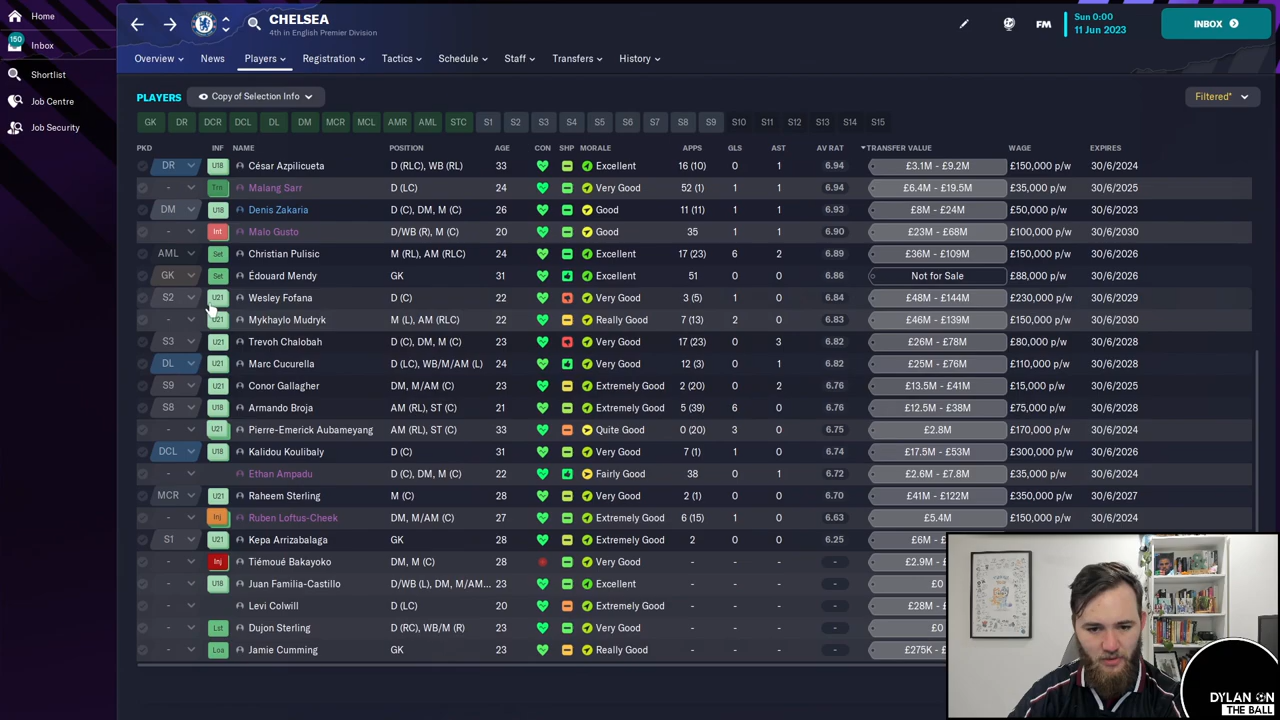 Home
CHELSEA
4th in English Premier Division
FM
Sun 0:00
11 Jun 2023
INBOX
150
Inbox
Overview News Players Registration Tactics Schedule Staff Transfers History
Shortlist
Job Centre
Job Security
PLAYERS Copy of Selection Info Filtered*
GK DR DCR DCL DL DM MCR MCL AMR AML STC S1 S2 S3 S4 S5 S6 S7 S8 S9 S10 S11 S12 S13 S14 S15
PKD INF NAME POSITION AGE CON SHP MORALE APPS GLS AST AV RAT TRANSFER VALUE WAGE EXPIRES
DR U18 César Azpilicueta D (RLC), WB (RL) 33 Excellent 16 (10) 0 1 6.94 £3.1M - £9.2M £150,000 p/w 30/6/2024
- Trn Malang Sarr D (LC) 24 Very Good 52 (1) 1 1 6.94 £6.4M - £19.5M £35,000 p/w 30/6/2025
DM U18 Denis Zakaria D (C), DM, M (C) 26 Good 11 (11) 1 1 6.93 £8M - £24M £50,000 p/w 30/6/2023
- Int Malo Gusto D/WB (R), M (C) 20 Good 35 1 1 6.90 £23M - £68M £100,000 p/w 30/6/2030
AML Set Christian Pulisic M (RL), AM (RLC) 24 Excellent 17 (23) 6 2 6.89 £36M - £109M £150,000 p/w 30/6/2026
GK Set Édouard Mendy GK 31 Excellent 51 0 0 6.86 Not for Sale £88,000 p/w 30/6/2025
S2 U21 Wesley Fofana D (C) 22 Very Good 3 (5) 1 0 6.84 £48M - £144M £230,000 p/w 30/6/2029
- U21 Mykhaylo Mudryk M (L), AM (RLC) 22 Really Good 7 (13) 2 0 6.83 £46M - £139M £150,000 p/w 30/6/2030
S3 U21 Trevoh Chalobah D (C), DM, M (C) 23 Very Good 17 (23) 0 3 6.82 £26M - £78M £80,000 p/w 30/6/2028
DL U21 Marc Cucurella D (LC), WB/M/AM (L) 24 Very Good 12 (3) 0 1 6.82 £25M - £76M £110,000 p/w 30/6/2028
S9 U21 Conor Gallagher DM, M/AM (C) 23 Extremely Good 2 (20) 0 2 6.76 £13.5M - £41M £15,000 p/w 30/6/2025
S8 U18 Armando Broja AM (RL), ST (C) 21 Extremely Good 5 (39) 6 0 6.76 £12.5M - £38M £75,000 p/w 30/6/2028
- U21 Pierre-Emerick Aubameyang AM (RL), ST (C) 33 Quite Good 0 (20) 3 0 6.75 £2.8M £170,000 p/w 30/6/2024
DCL U18 Kalidou Koulibaly D (C) 31 Very Good 7 (1) 1 0 6.74 £17.5M - £53M £300,000 p/w 30/6/2026
- Ethan Ampadu D (C), DM, M (C) 22 Fairly Good 38 0 1 6.72 £2.6M - £7.8M £35,000 p/w 30/6/2024
MCR U21 Raheem Sterling M (C) 28 Very Good 2 (1) 0 0 6.70 £41M - £122M £350,000 p/w 30/6/2027
- Inj Ruben Loftus-Cheek DM, M/AM (C) 27 Extremely Good 6 (15) 1 0 6.63 £5.4M £150,000 p/w 30/6/2024
S1 U21 Kepa Arrizabalaga GK 28 Extremely Good 2 0 0 6.25 £6M -
- Inj Tiémoué Bakayoko DM, M (C) 28 Very Good - - - - £2.9M -
- U18 Juan Familia-Castillo D/WB (L), DM, M/AM... 23 Excellent - - - - £0
- Levi Colwill D (LC) 20 Extremely Good - - - - £28M -
- Lst Dujon Sterling D (RC), WB/M (R) 23 Very Good - - - - £0
- Loa Jamie Cumming GK 23 Really Good - - - - £275K -
DYLAN ON
THE BALL